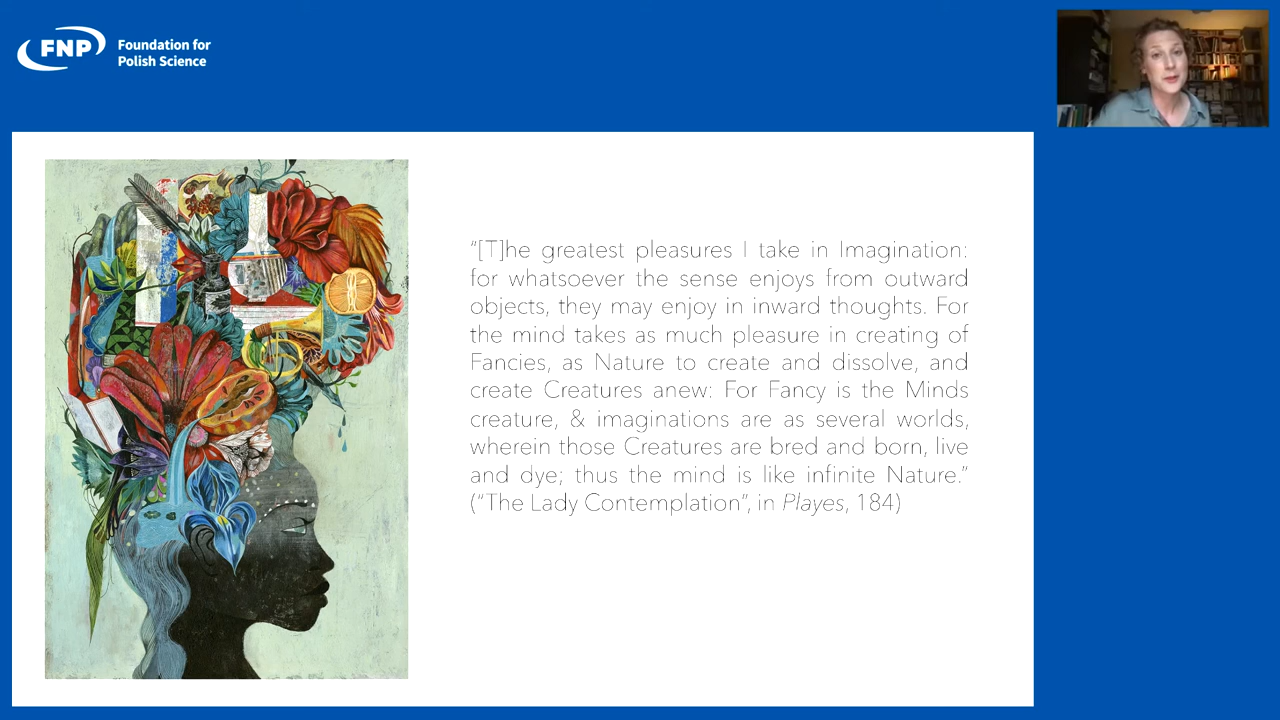 FNP
Foundation for
Polish Science
“[T]he greatest pleasures I take in Imagination:
for whatsoever the sense enjoys from outward
objects, they may enjoy in inward thoughts. For
the mind takes as much pleasure in creating of
Fancies, as Nature to create and dissolve, and
create Creatures anew: For Fancy is the Minds
creature, & imaginations are as several worlds,
wherein those Creatures are bred and born, live
and dye; thus the mind is like infinite Nature.”
(“The Lady Contemplation”, in Playes, 184)